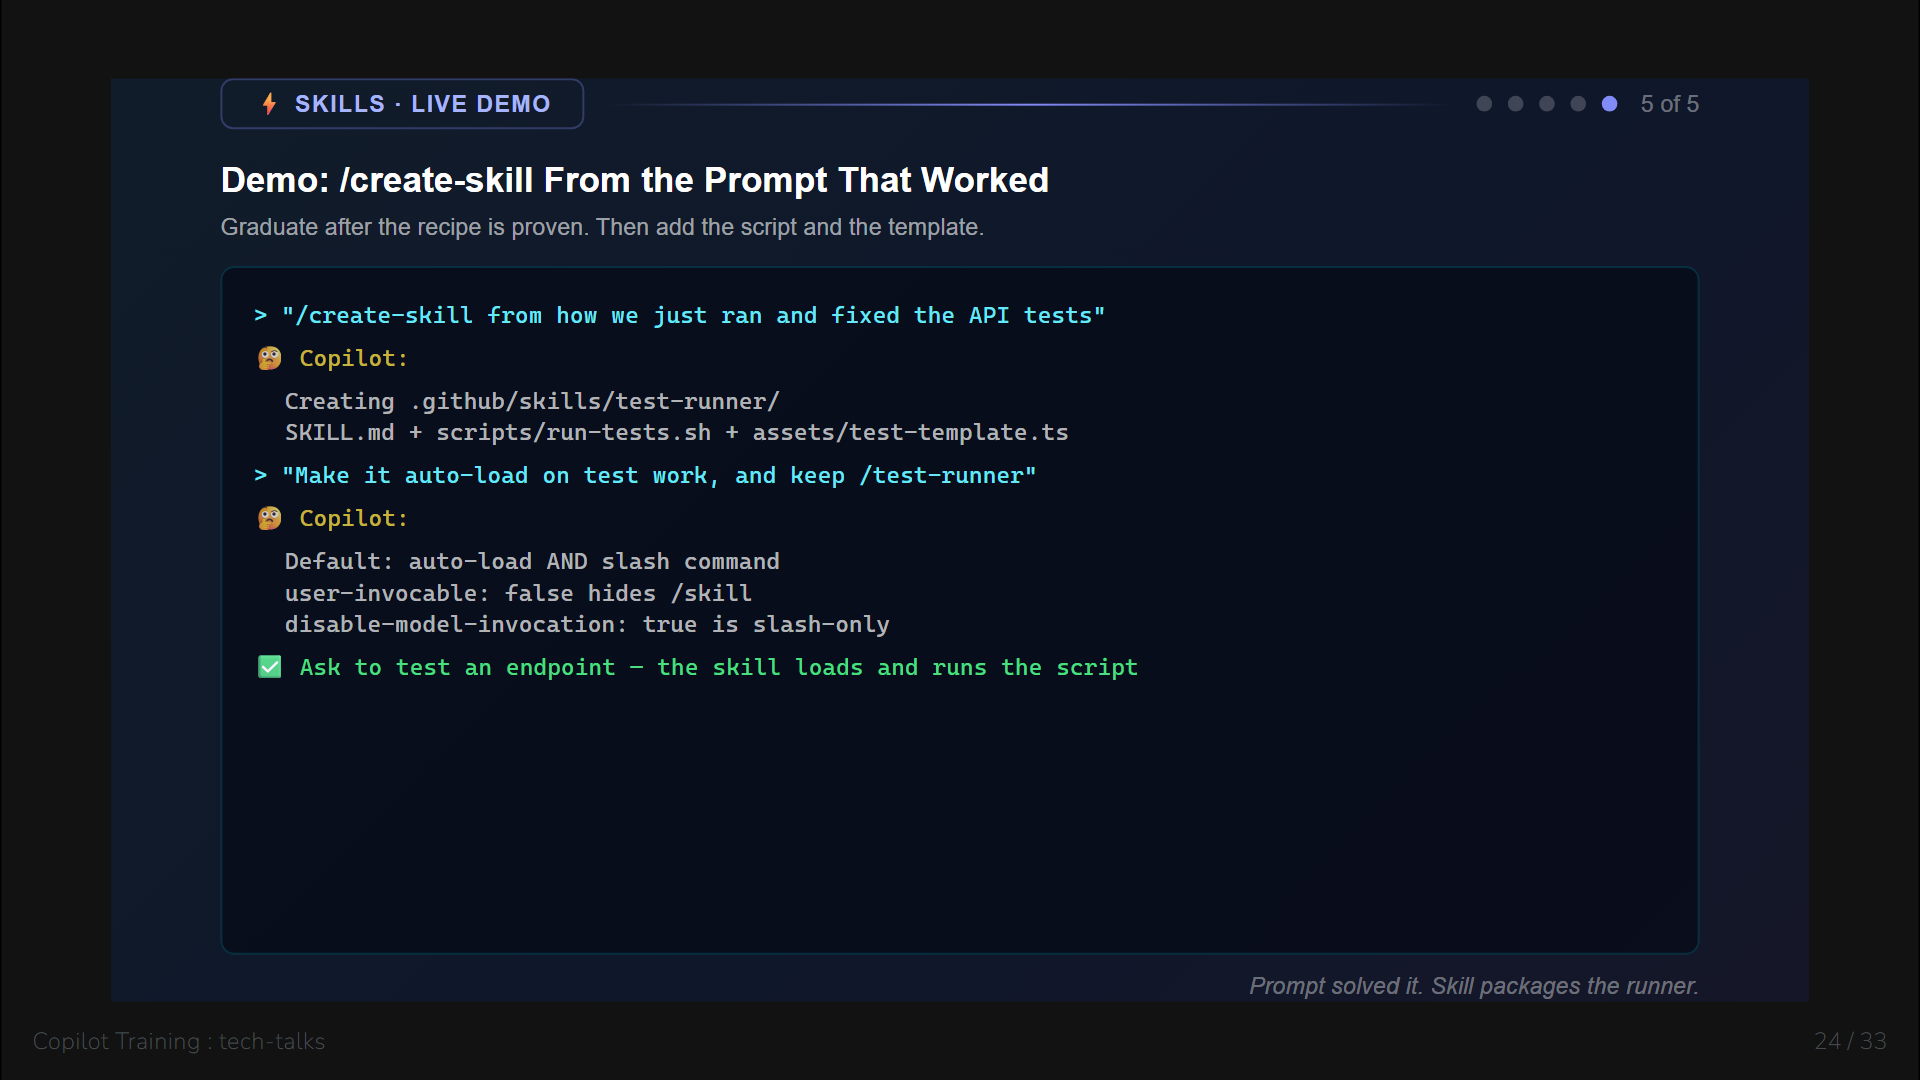 ⚡ SKILLS · LIVE DEMO
5 of 5
Demo: /create-skill From the Prompt That Worked
Graduate after the recipe is proven. Then add the script and the template.
> "/create-skill from how we just ran and fixed the API tests"
🧐 Copilot:
Creating .github/skills/test-runner/
SKILL.md + scripts/run-tests.sh + assets/test-template.ts
> "Make it auto-load on test work, and keep /test-runner"
🧐 Copilot:
Default: auto-load AND slash command
user-invocable: false hides /skill
disable-model-invocation: true is slash-only
✅ Ask to test an endpoint — the skill loads and runs the script
Prompt solved it. Skill packages the runner.
Copilot Training : tech-talks
24 / 33